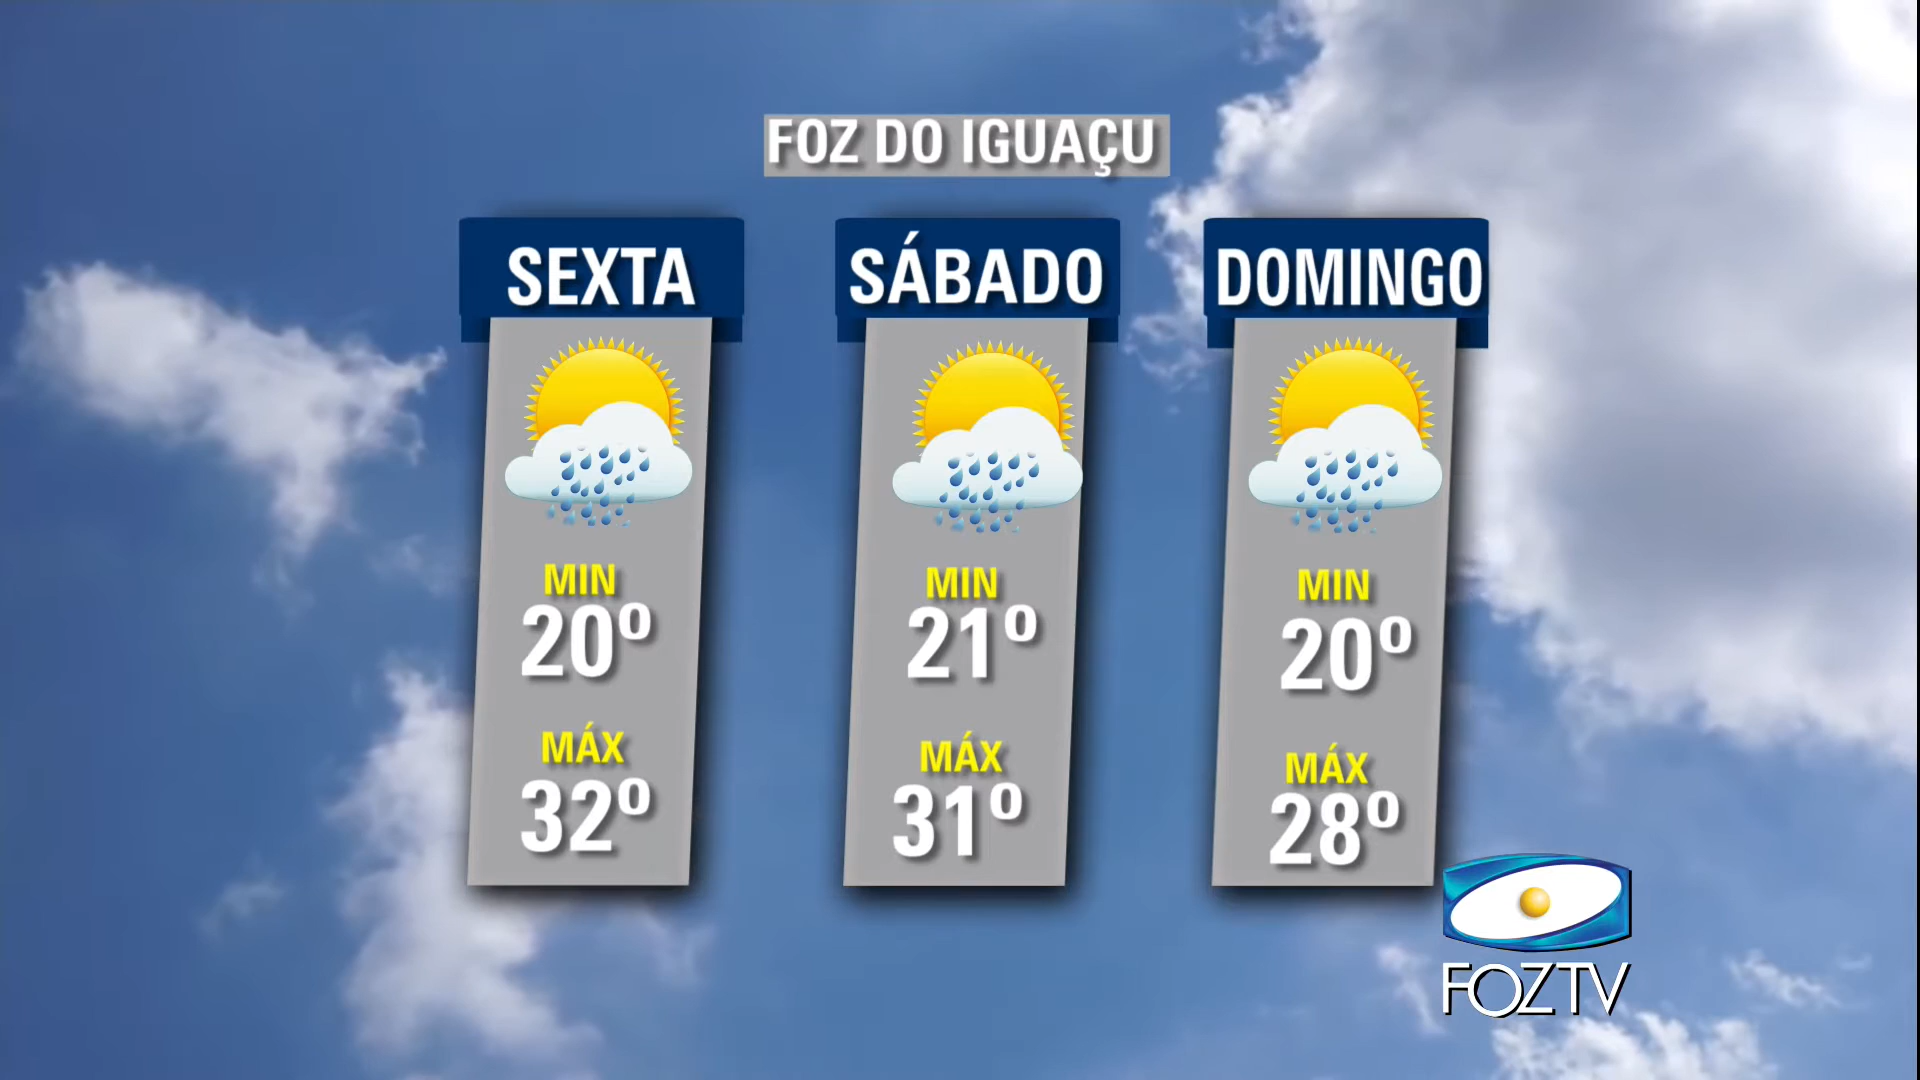 FOZ DO IGUAÇU
SEXTA
MIN
20º
MÁX
32º
SÁBADO
MIN
21º
MÁX
31º
DOMINGO
MIN
20º
MÁX
28º
FOZTV